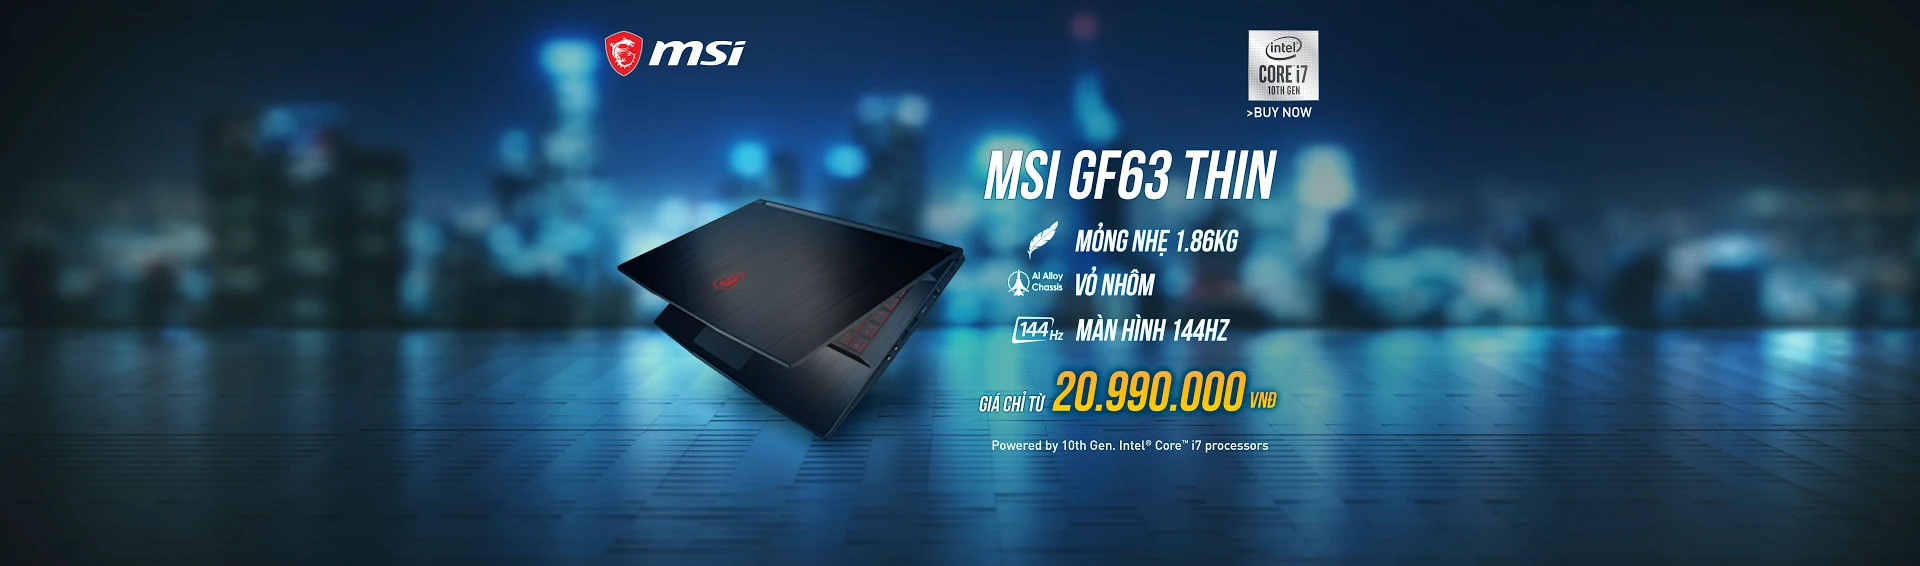 msi
intel
CORE i7
10TH GEN
>BUY NOW
MSI GF63 THIN
MỎNG NHẸ 1.86KG
Al Alloy
Chassis
VỎ NHÔM
144Hz
MÀN HÌNH 144HZ
GIÁ CHỈ TỪ 20.990.000 VNĐ
Powered by 10th Gen. Intel® Core™ i7 processors